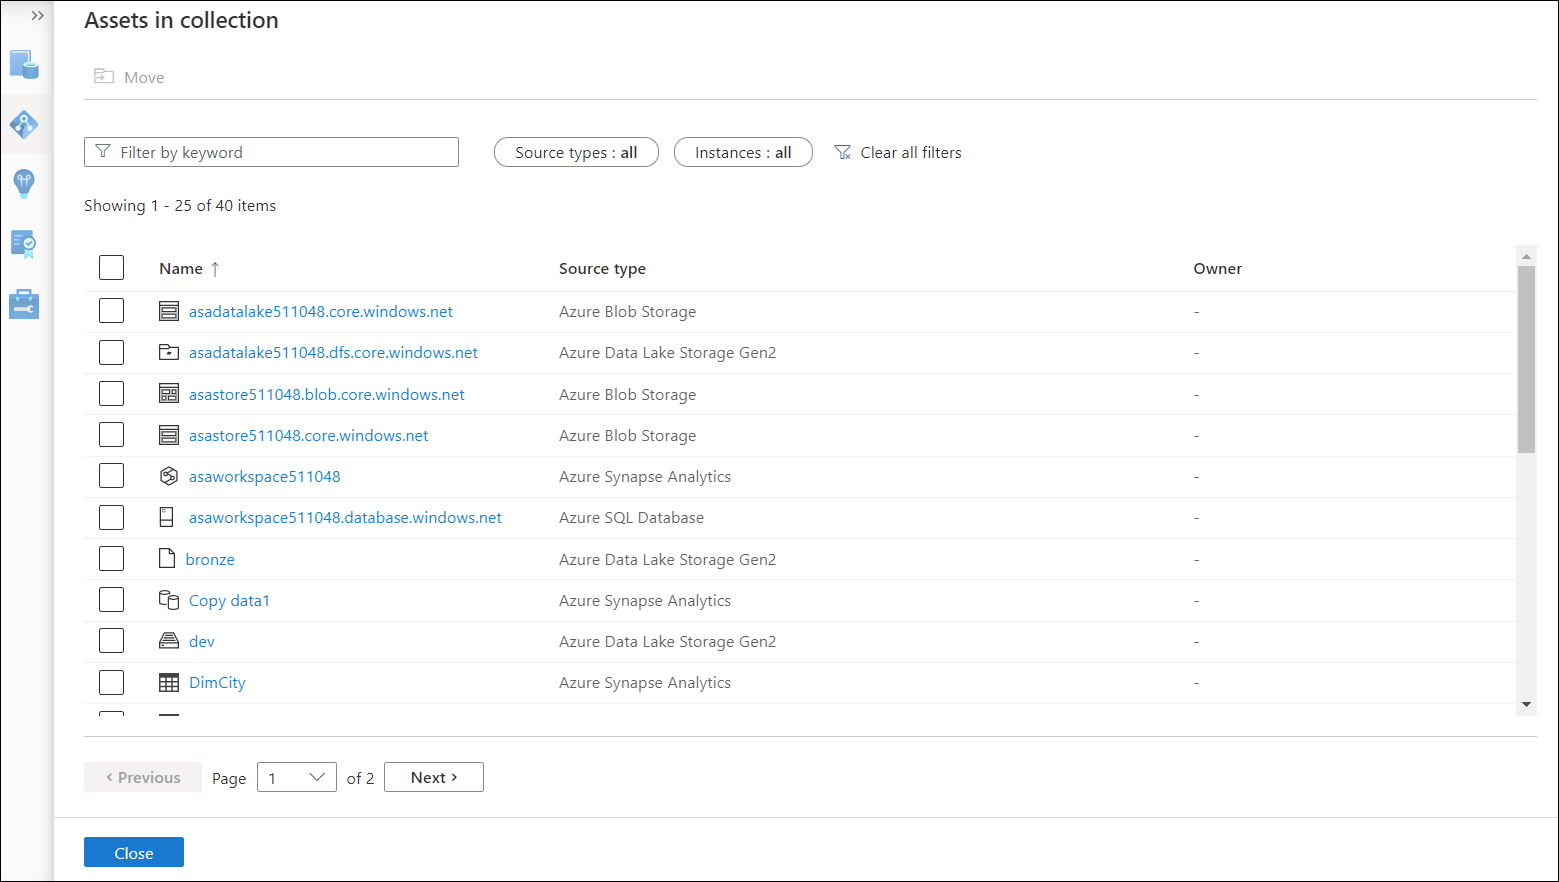 Assets in collection
Move
Filter by keyword
Source types : all
Instances : all
Clear all filters
Showing 1 - 25 of 40 items
Name ↑ Source type Owner
asadatalake511048.core.windows.net Azure Blob Storage -
asadatalake511048.dfs.core.windows.net Azure Data Lake Storage Gen2 -
asastore511048.blob.core.windows.net Azure Blob Storage -
asastore511048.core.windows.net Azure Blob Storage -
asaworkspace511048 Azure Synapse Analytics -
asaworkspace511048.database.windows.net Azure SQL Database -
bronze Azure Data Lake Storage Gen2 -
Copy data1 Azure Synapse Analytics -
dev Azure Data Lake Storage Gen2 -
DimCity Azure Synapse Analytics -
‹ Previous Page 1 of 2 Next ›
Close